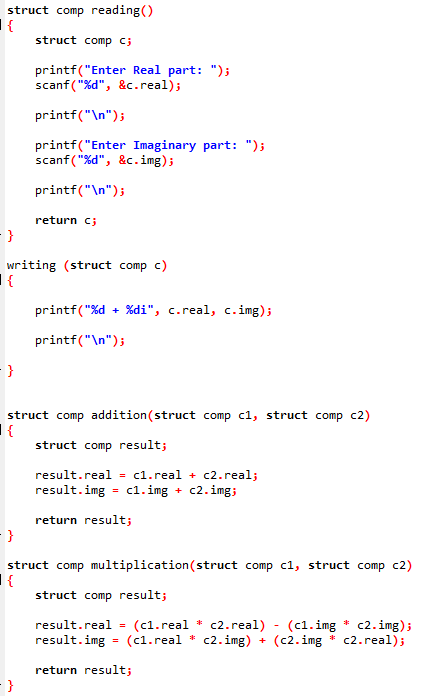 struct comp reading()
{
struct comp c;
printf("Enter Real part: ");
scanf("%d", &c.real);
printf("\n");
printf("Enter Imaginary part: ");
scanf("%d", &c.img);
printf("\n");
return c;
}
writing (struct comp c)
{
printf("%d + %di", c.real, c.img);
printf("\n");
}
struct comp addition(struct comp c1, struct comp c2)
{
struct comp result;
result.real = c1.real + c2.real;
result.img = c1.img + c2.img;
return result;
}
struct comp multiplication(struct comp c1, struct comp c2)
{
struct comp result;
result.real = (c1.real * c2.real) - (c1.img * c2.img);
result.img = (c1.real * c2.img) + (c2.img * c2.real);
return result;
}